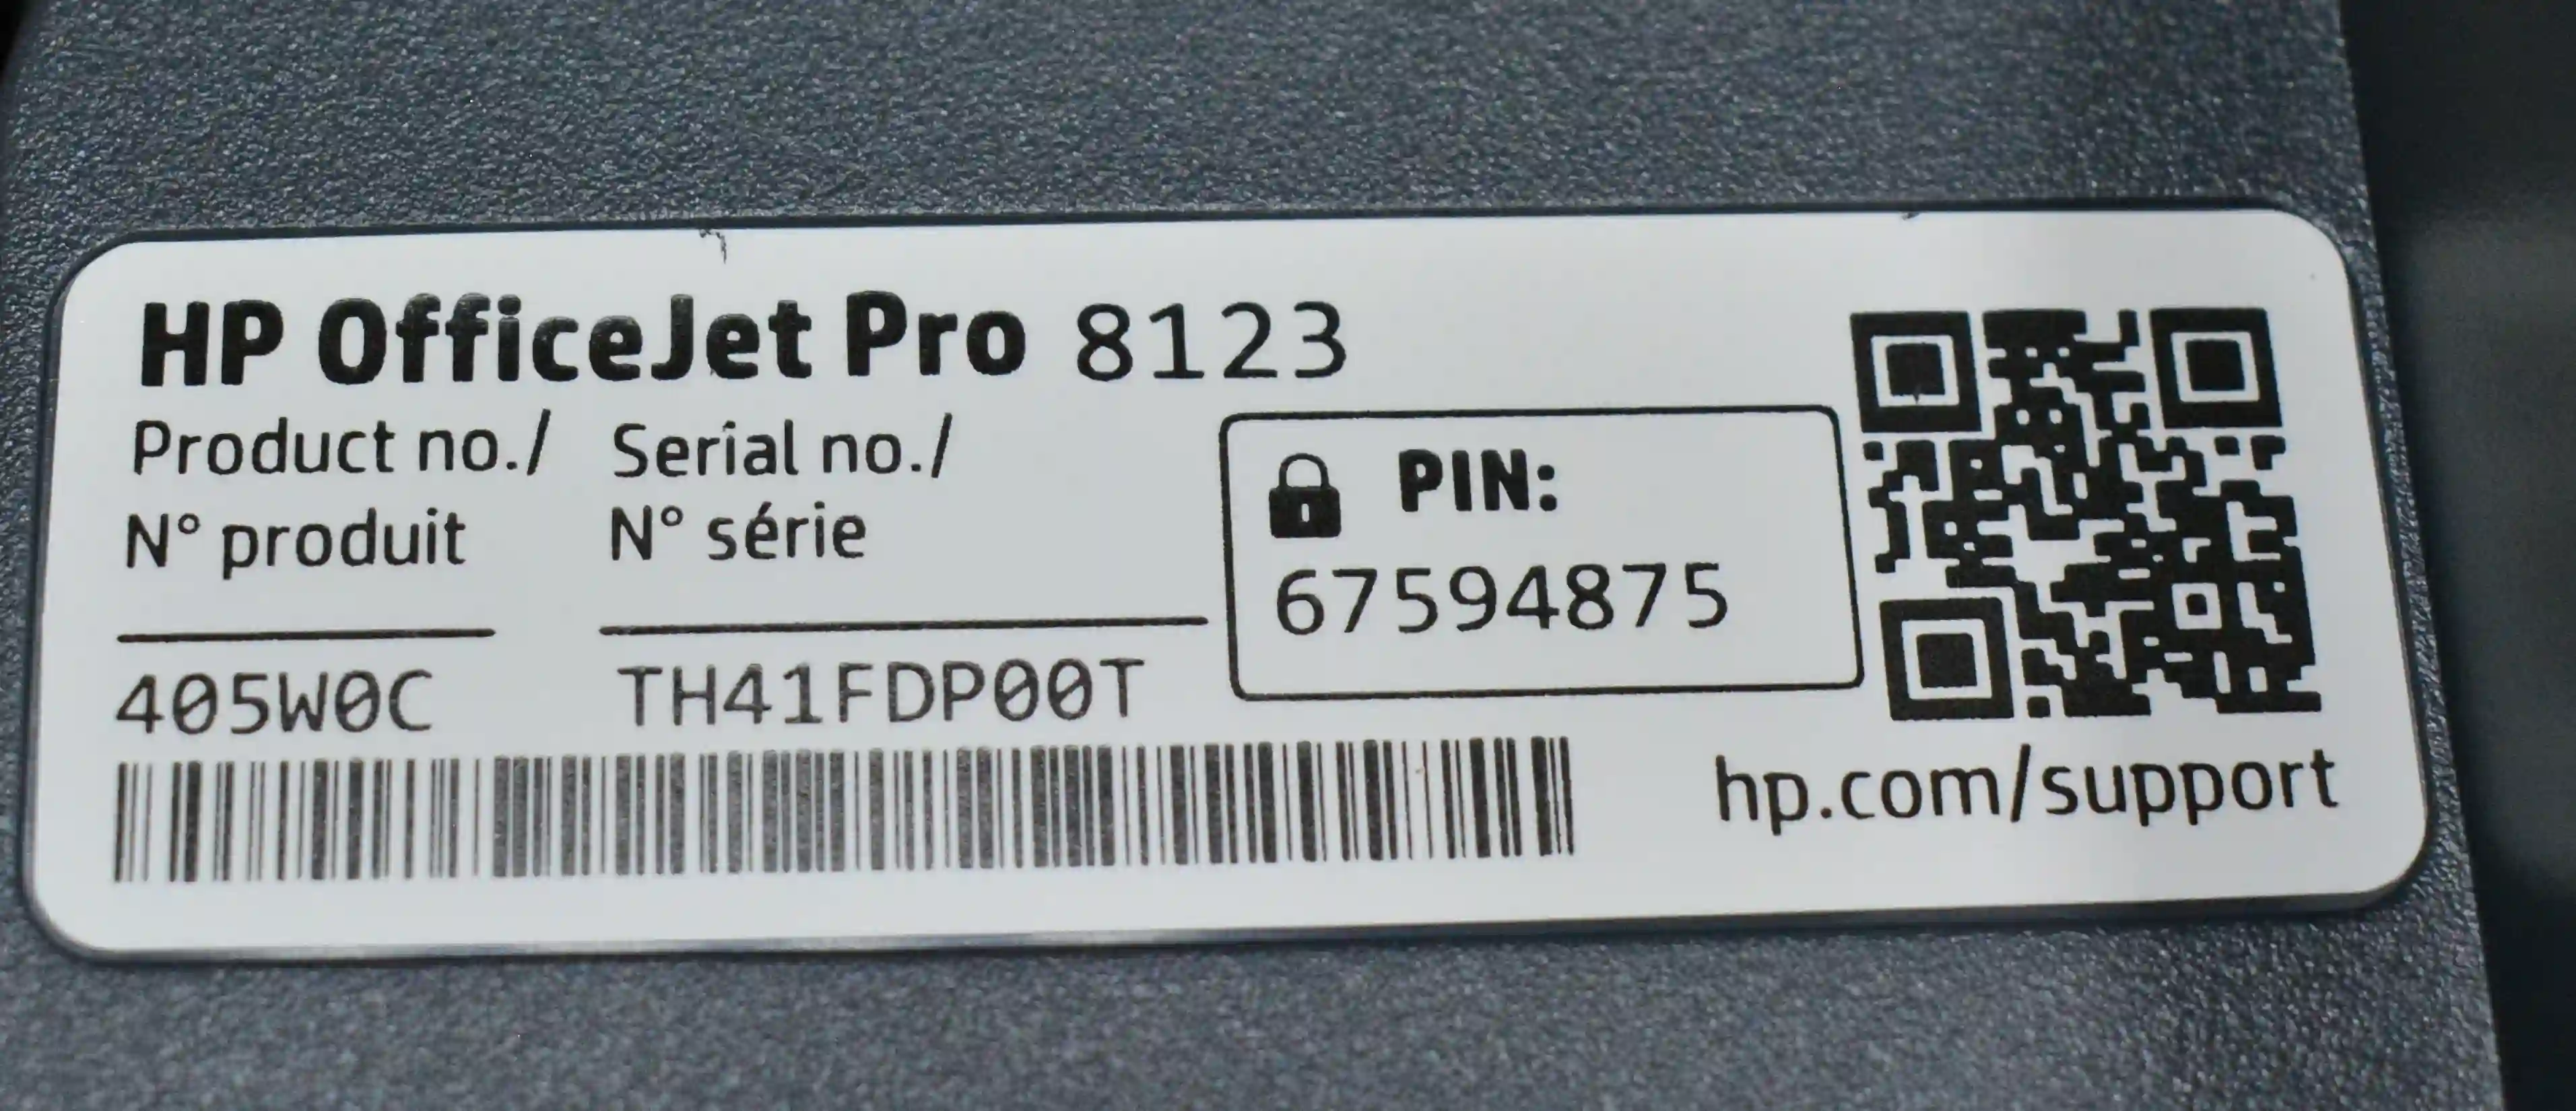 HP OfficeJet Pro 8123
Product no./ Serial no./
N° produit N° série
PIN:
67594875
405W0C TH41FDP00T
hp.com/support